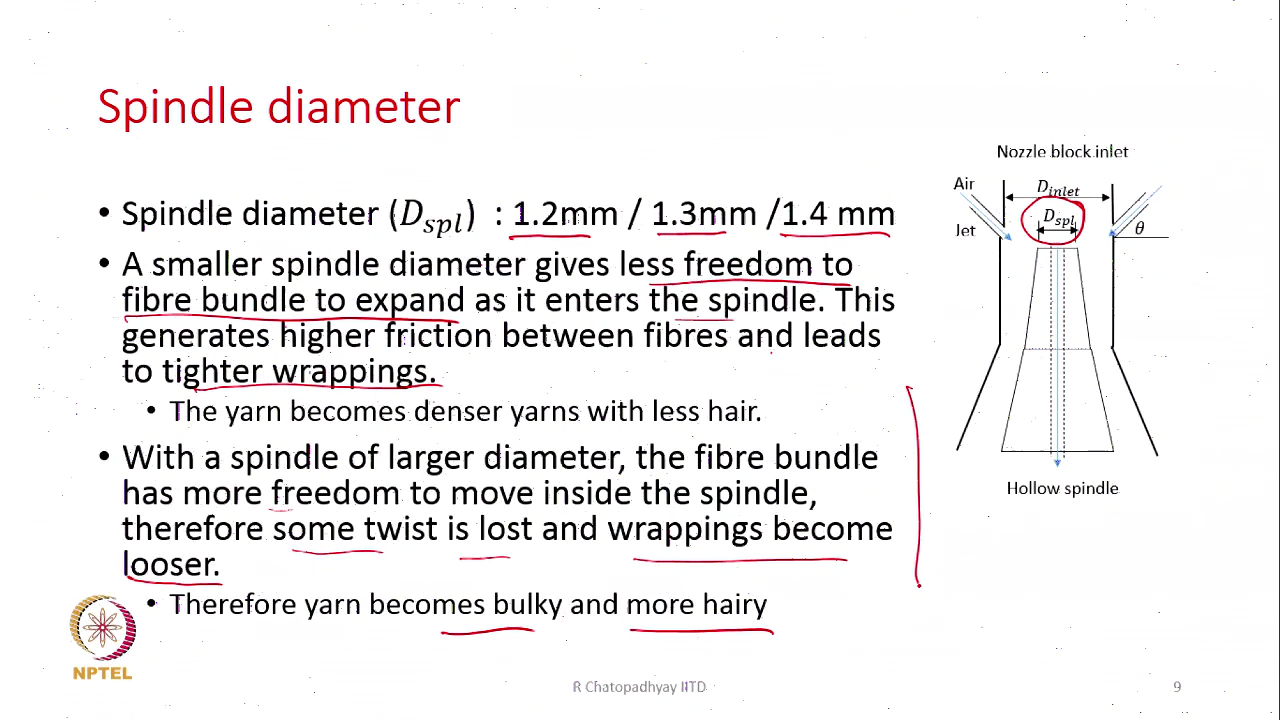 Spindle diameter
• Spindle diameter (D_spl) : 1.2mm / 1.3mm /1.4 mm
• A smaller spindle diameter gives less freedom to
fibre bundle to expand as it enters the spindle. This
generates higher friction between fibres and leads
to tighter wrappings.
• The yarn becomes denser yarns with less hair.
• With a spindle of larger diameter, the fibre bundle
has more freedom to move inside the spindle,
therefore some twist is lost and wrappings become
looser.
• Therefore yarn becomes bulky and more hairy
Nozzle block inlet
Air
D_inlet
Jet
D_spl
θ
Hollow spindle
NPTEL
R Chatopadhyay IITD
9